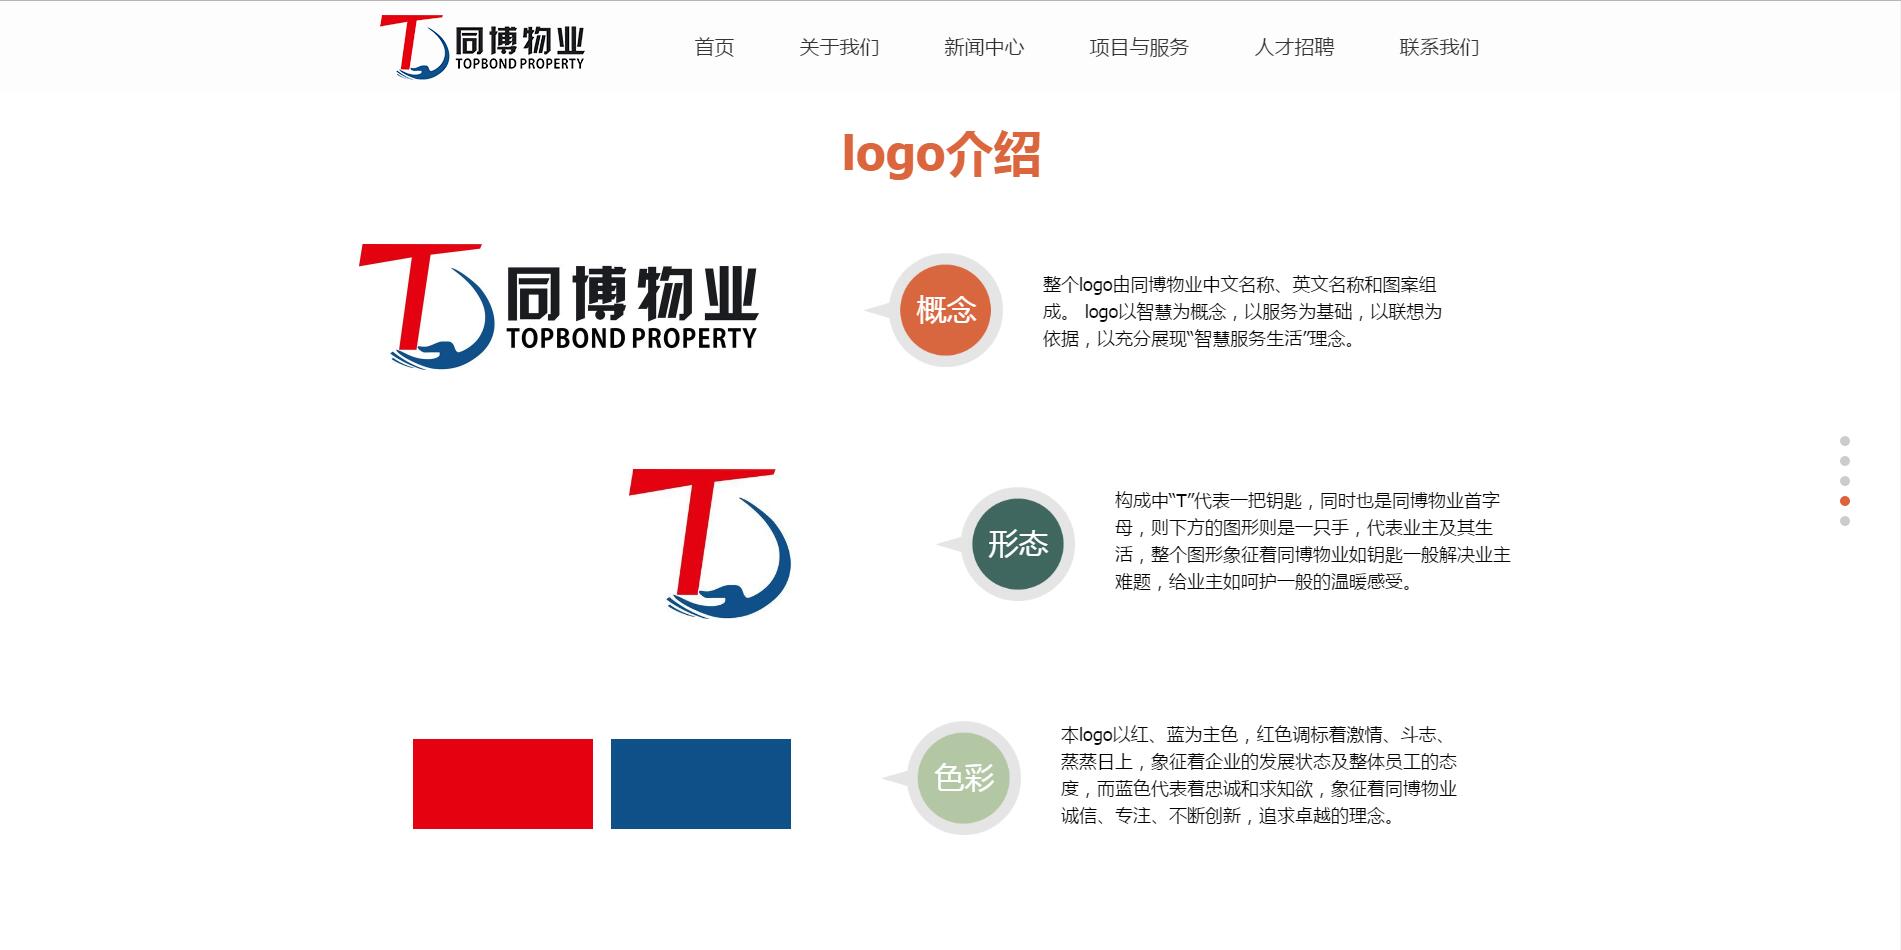 同博物业
TOPBOND PROPERTY
首页
关于我们
新闻中心
项目与服务
人才招聘
联系我们
logo介绍
同博物业
TOPBOND PROPERTY
概念
整个logo由同博物业中文名称、英文名称和图案组
成。 logo以智慧为概念，以服务为基础，以联想为
依据，以充分展现“智慧服务生活”理念。
形态
构成中“T”代表一把钥匙，同时也是同博物业首字
母，则下方的图形则是一只手，代表业主及其生
活，整个图形象征着同博物业如钥匙一般解决业主
难题，给业主如呵护一般的温暖感受。
色彩
本logo以红、蓝为主色，红色调标着激情、斗志、
蒸蒸日上，象征着企业的发展状态及整体员工的态
度，而蓝色代表着忠诚和求知欲，象征着同博物业
诚信、专注、不断创新，追求卓越的理念。